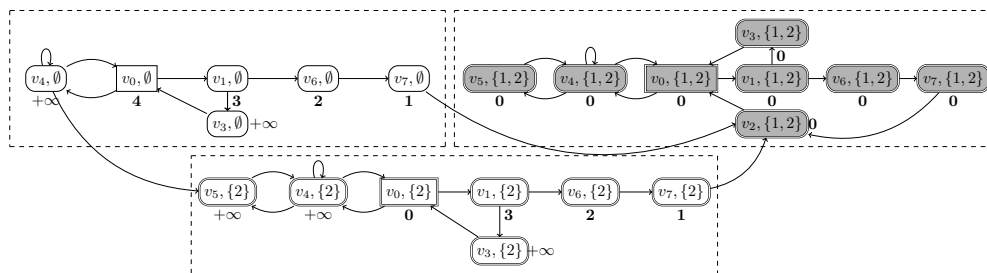 v₃, {1, 2}
0
v₄, ∅ v₀, ∅ v₁, ∅ v₆, ∅ v₇, ∅ v₅, {1, 2} v₄, {1, 2} v₀, {1, 2} v₁, {1, 2} v₆, {1, 2} v₇, {1, 2}
+∞ 4 3 2 1 0 0 0 0 0 0
v₃, ∅ +∞ v₂, {1, 2} 0
v₅, {2} v₄, {2} v₀, {2} v₁, {2} v₆, {2} v₇, {2}
+∞ +∞ 0 3 2 1
v₃, {2} +∞